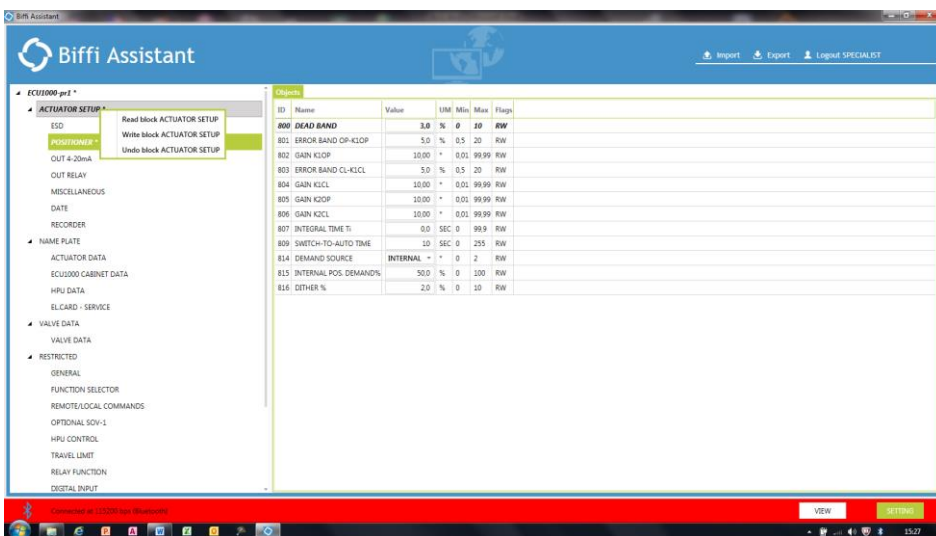 Biffi Assistant
Biffi Assistant
Import Export Logout SPECIALIST
ECU1000-pr1 *
ACTUATOR SETUP *
ESD
POSITIONER *
OUT 4-20mA
OUT RELAY
MISCELLANEOUS
DATE
RECORDER
NAME PLATE
ACTUATOR DATA
ECU1000 CABINET DATA
HPU DATA
EL.CARD - SERVICE
VALVE DATA
VALVE DATA
RESTRICTED
GENERAL
FUNCTION SELECTOR
REMOTE/LOCAL COMMANDS
OPTIONAL SOV-1
HPU CONTROL
TRAVEL LIMIT
RELAY FUNCTION
DIGITAL INPUT
Read block ACTUATOR SETUP
Write block ACTUATOR SETUP
Undo block ACTUATOR SETUP
Objects
ID Name Value UM Min Max Flags
800 DEAD BAND 3,0 % 0 10 RW
801 ERROR BAND OP-K1OP 5,0 % 0,5 20 RW
802 GAIN K1OP 10,00 * 0,01 99,99 RW
803 ERROR BAND CL-K1CL 5,0 % 0,5 20 RW
804 GAIN K1CL 10,00 * 0,01 99,99 RW
805 GAIN K2OP 10,00 * 0,01 99,99 RW
806 GAIN K2CL 10,00 * 0,01 99,99 RW
807 INTEGRAL TIME Ti 0,0 SEC 0 99,9 RW
809 SWITCH-TO-AUTO TIME 10 SEC 0 255 RW
814 DEMAND SOURCE INTERNAL * 0 2 RW
815 INTERNAL POS. DEMAND% 50,0 % 0 100 RW
816 DITHER % 2,0 % 0 10 RW
Connected at 115200 bps (Bluetooth)
VIEW SETTING
15:27